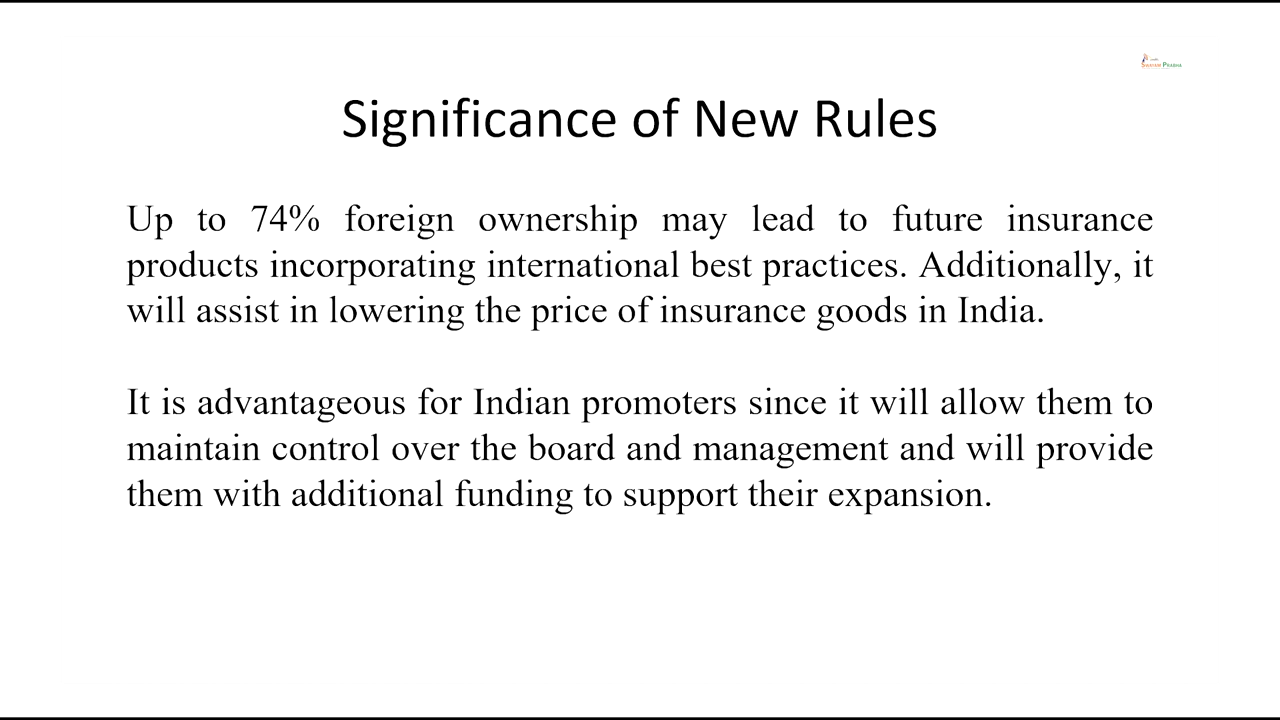 SWAYAM PRABHA
Significance of New Rules
Up to 74% foreign ownership may lead to future insurance
products incorporating international best practices. Additionally, it
will assist in lowering the price of insurance goods in India.
It is advantageous for Indian promoters since it will allow them to
maintain control over the board and management and will provide
them with additional funding to support their expansion.